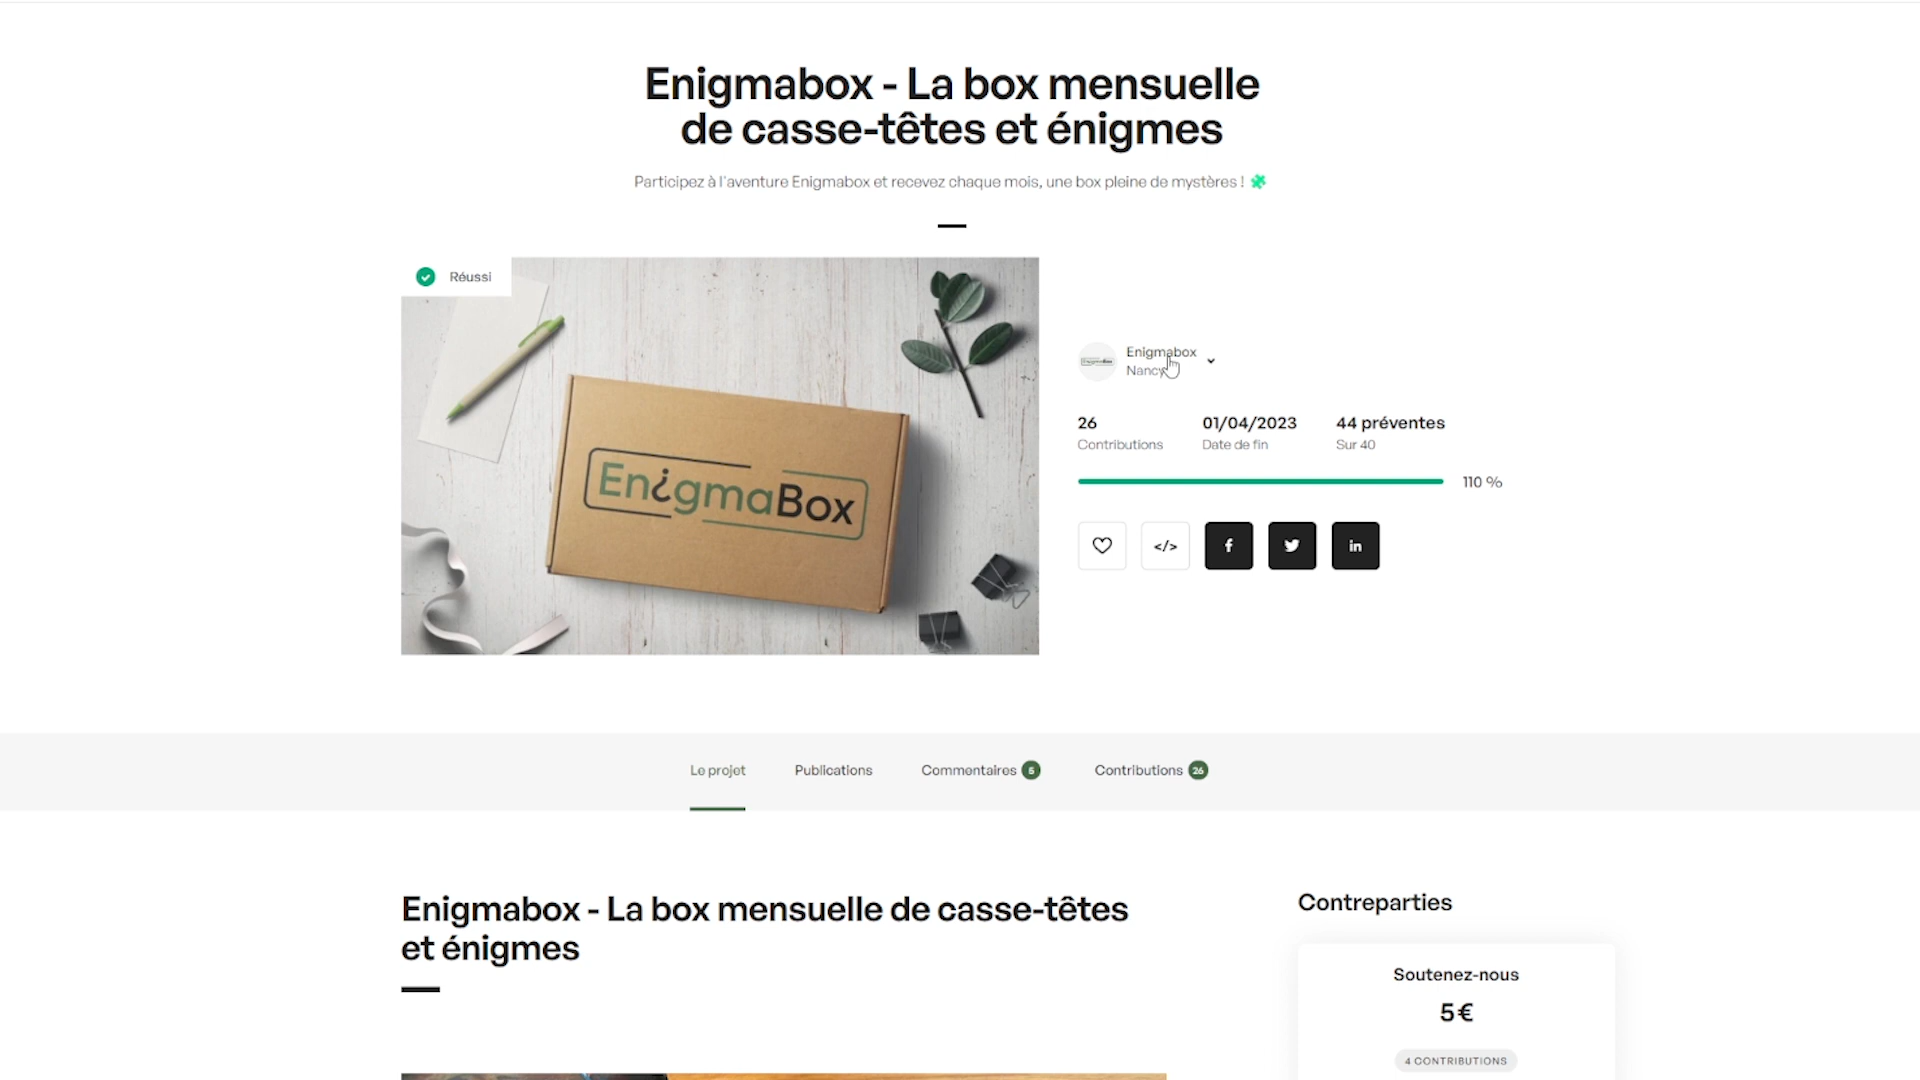 Enigmabox - La box mensuelle
de casse-têtes et énigmes
Participez à l'aventure Enigmabox et recevez chaque mois, une box pleine de mystères !
Réussi
En¿gmaBox
Enigmabox
Nancy
26
Contributions
01/04/2023
Date de fin
44 préventes
Sur 40
110 %
</>
Le projet
Publications
Commentaires 5
Contributions 26
Enigmabox - La box mensuelle de casse-têtes
et énigmes
Contreparties
Soutenez-nous
5 €
4 CONTRIBUTIONS